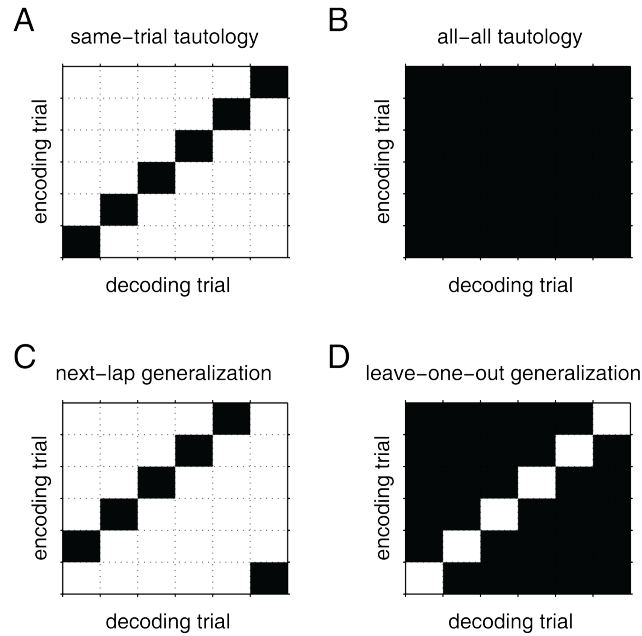 A
same−trial tautology
encoding trial
decoding trial
B
all−all tautology
encoding trial
decoding trial
C
next−lap generalization
encoding trial
decoding trial
D
leave−one−out generalization
encoding trial
decoding trial